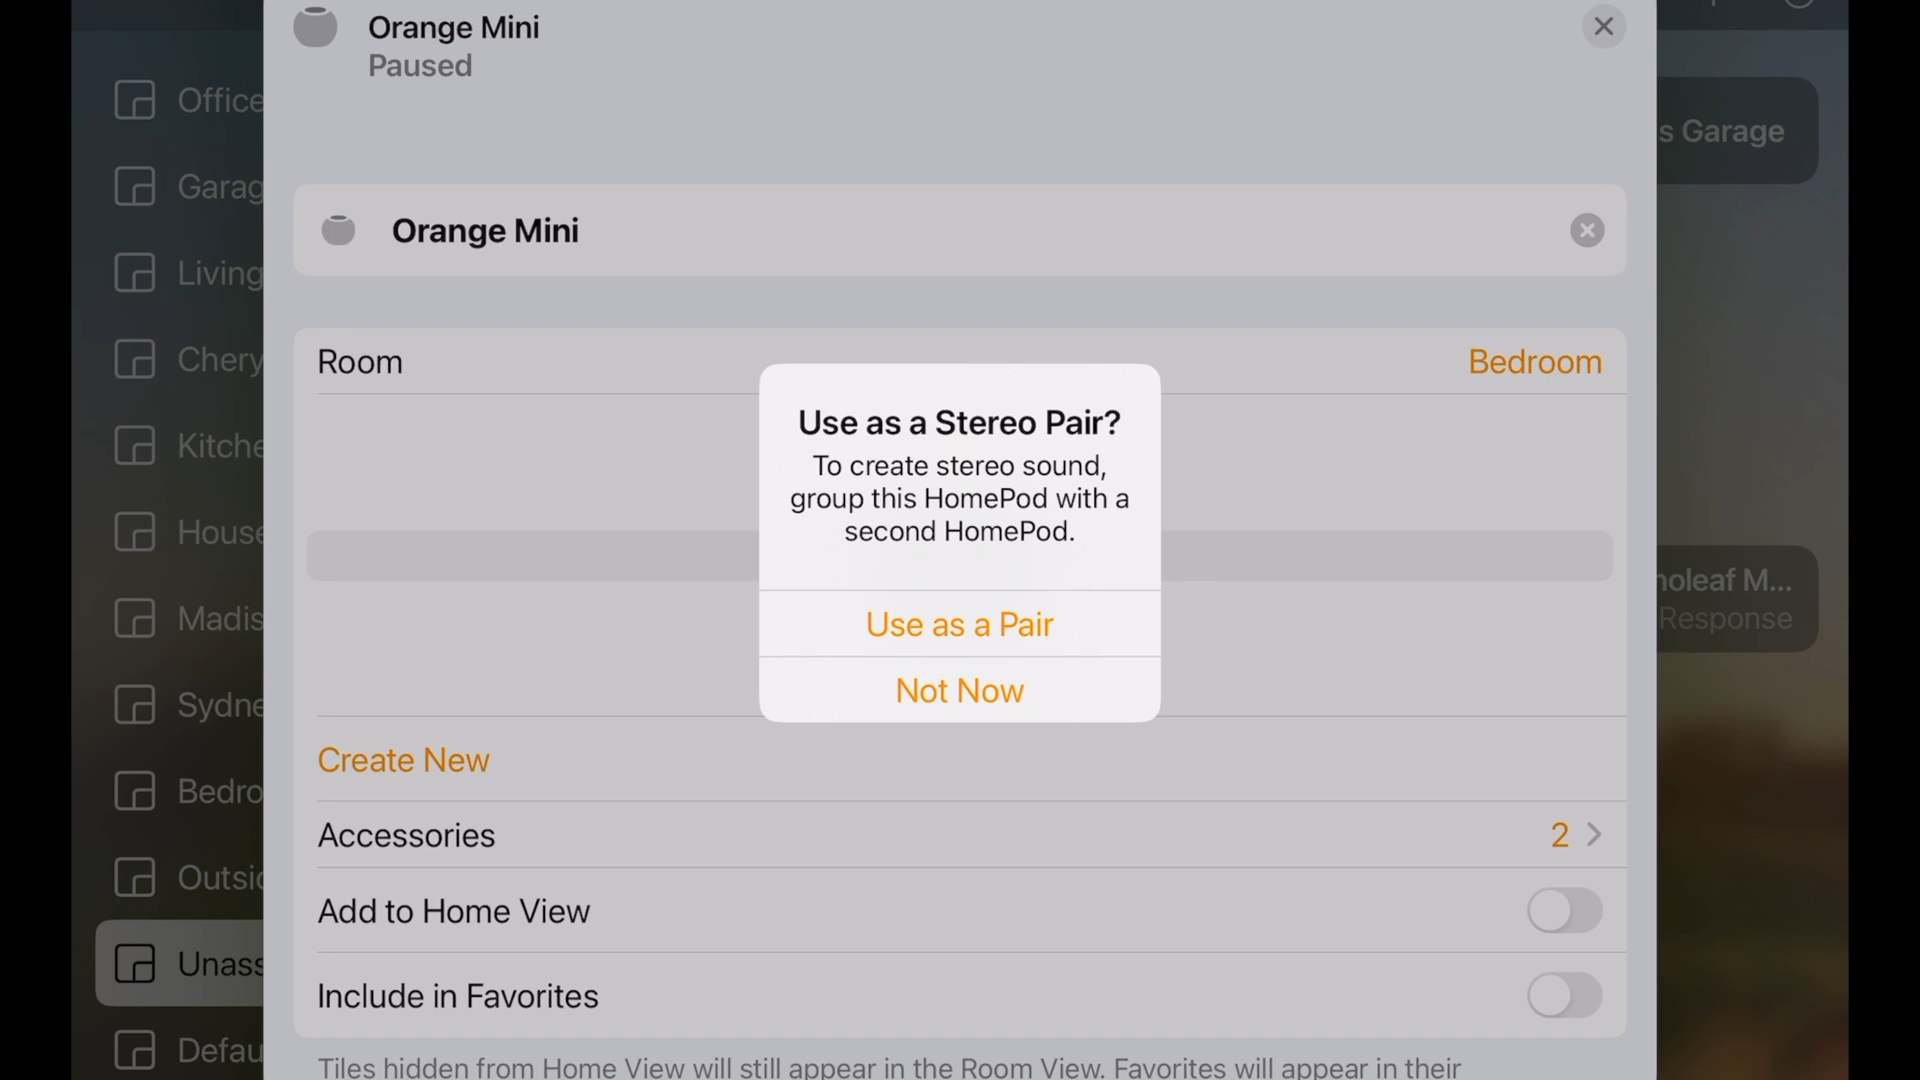 Orange Mini
Paused
Office
Garag
Living
Chery
Kitche
House
Madis
Sydne
Bedro
Outsi
Unass
Defau
s Garage
Orange Mini
Room
Bedroom
Use as a Stereo Pair?
To create stereo sound,
group this HomePod with a
second HomePod.
Use as a Pair
Not Now
noleaf M...
Response
Create New
Accessories
2
Add to Home View
Include in Favorites
Tiles hidden from Home View will still appear in the Room View. Favorites will appear in their